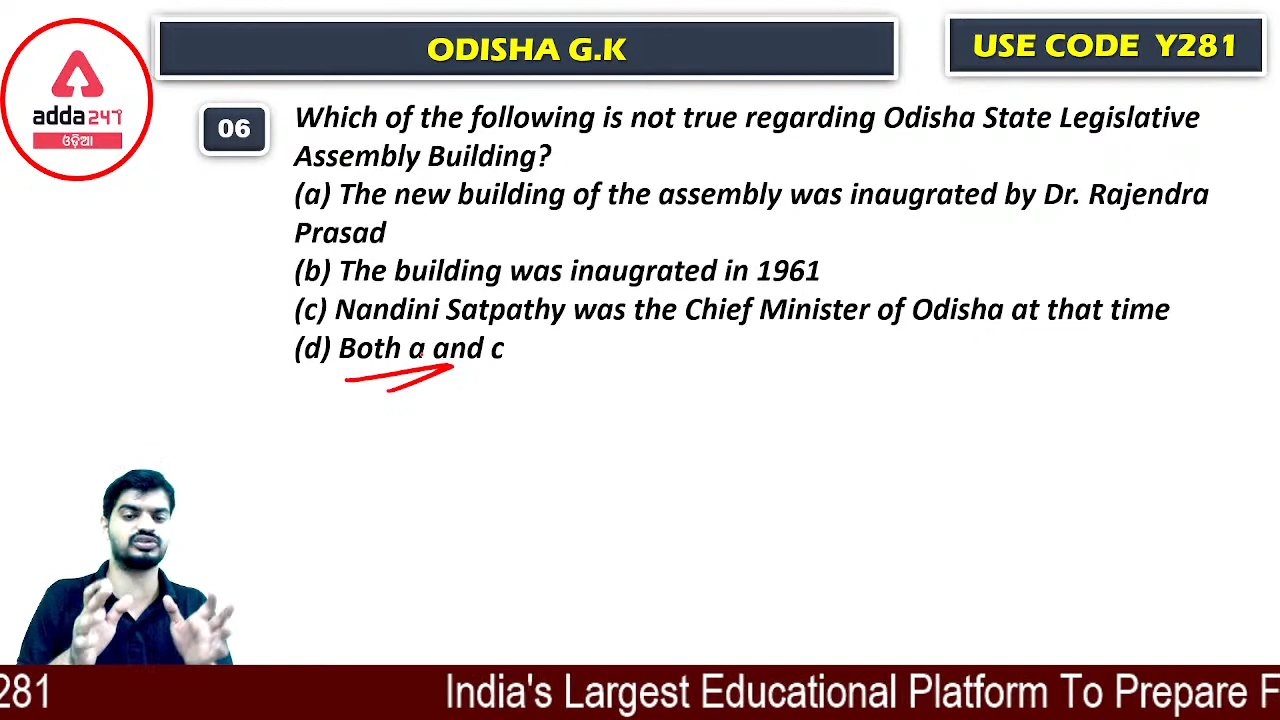 ODISHA G.K
USE CODE Y281
adda247
ଓଡ଼ିଆ
06
Which of the following is not true regarding Odisha State Legislative
Assembly Building?
(a) The new building of the assembly was inaugrated by Dr. Rajendra
Prasad
(b) The building was inaugrated in 1961
(c) Nandini Satpathy was the Chief Minister of Odisha at that time
(d) Both a and c
281 India's Largest Educational Platform To Prepare F